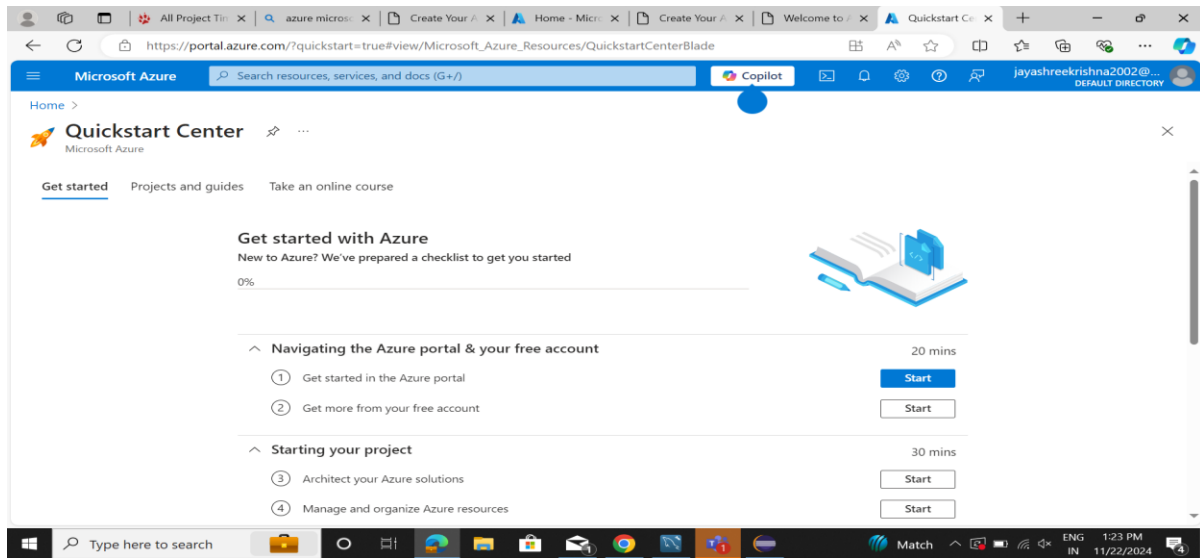 All Project Tim
azure microso
Create Your A
Home - Micro
Create Your A
Welcome to A
Quickstart Cen
https://portal.azure.com/?quickstart=true#view/Microsoft_Azure_Resources/QuickstartCenterBlade
Microsoft Azure
Search resources, services, and docs (G+/)
Copilot
jayashreekrishna2002@...
DEFAULT DIRECTORY
Home >
Quickstart Center
Microsoft Azure
Get started
Projects and guides
Take an online course
Get started with Azure
New to Azure? We've prepared a checklist to get you started
0%
Navigating the Azure portal & your free account
20 mins
1 Get started in the Azure portal
Start
2 Get more from your free account
Start
Starting your project
30 mins
3 Architect your Azure solutions
Start
4 Manage and organize Azure resources
Start
Type here to search
1
Match
ENG
IN
1:23 PM
11/22/2024